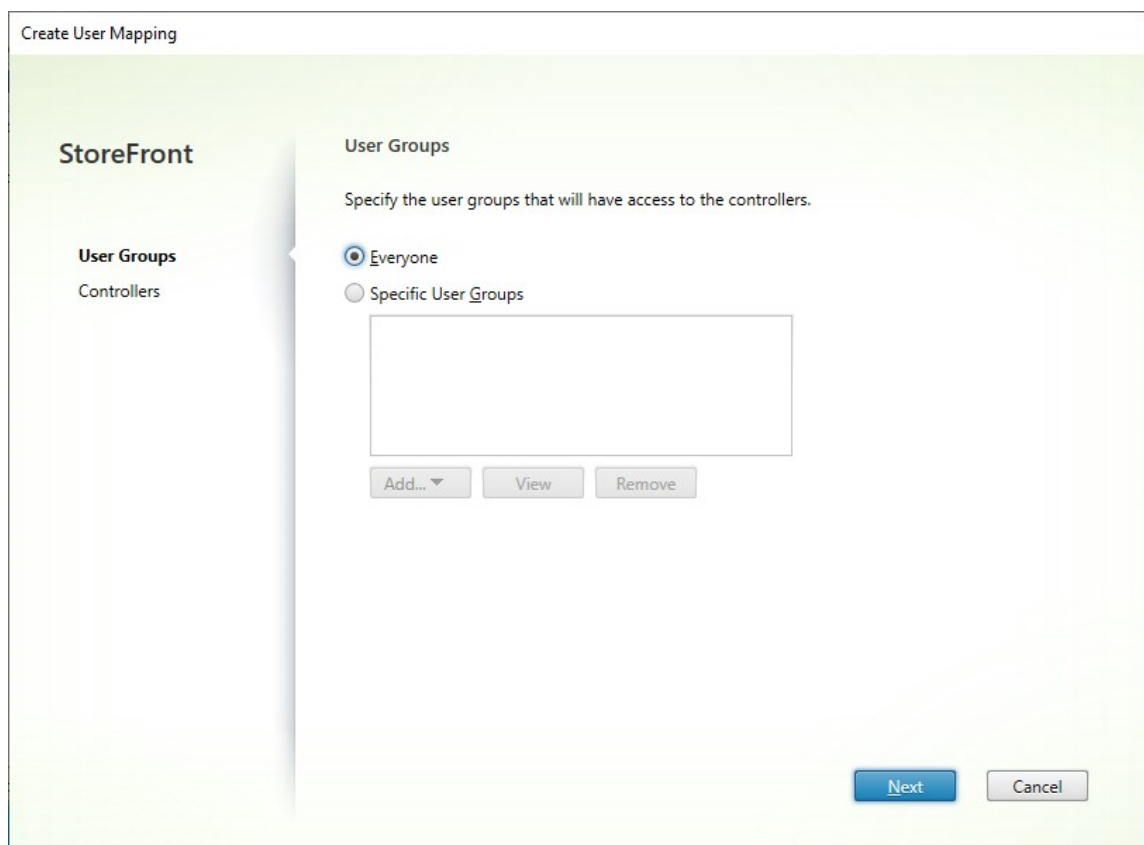 Create User Mapping
StoreFront
User Groups
Controllers
User Groups
Specify the user groups that will have access to the controllers.
Everyone
Specific User Groups
Add...
View
Remove
Next
Cancel